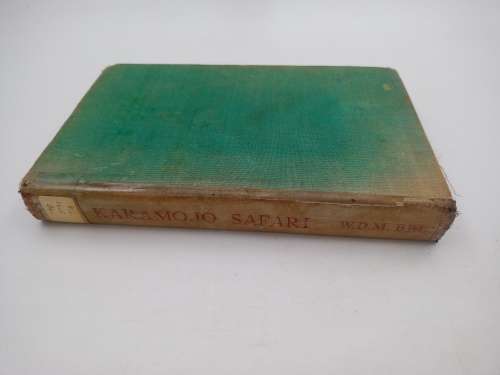 KARAMOJO SAFARI W.D.M. BELL